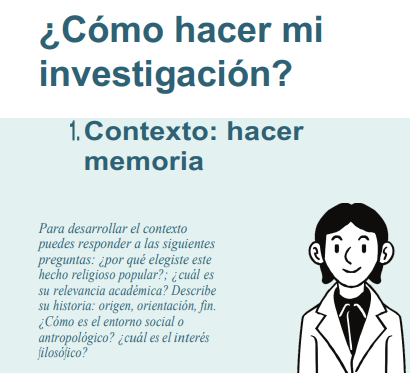 ¿Cómo hacer mi
investigación?
1. Contexto: hacer
memoria
Para desarrollar el contexto
puedes responder a las siguientes
preguntas: ¿por qué elegiste este
hecho religioso popular?; ¿cuál es
su relevancia académica? Describe
su historia: origen, orientación, fin.
¿Cómo es el entorno social o
antropológico? ¿cuál es el interés
filosófico?